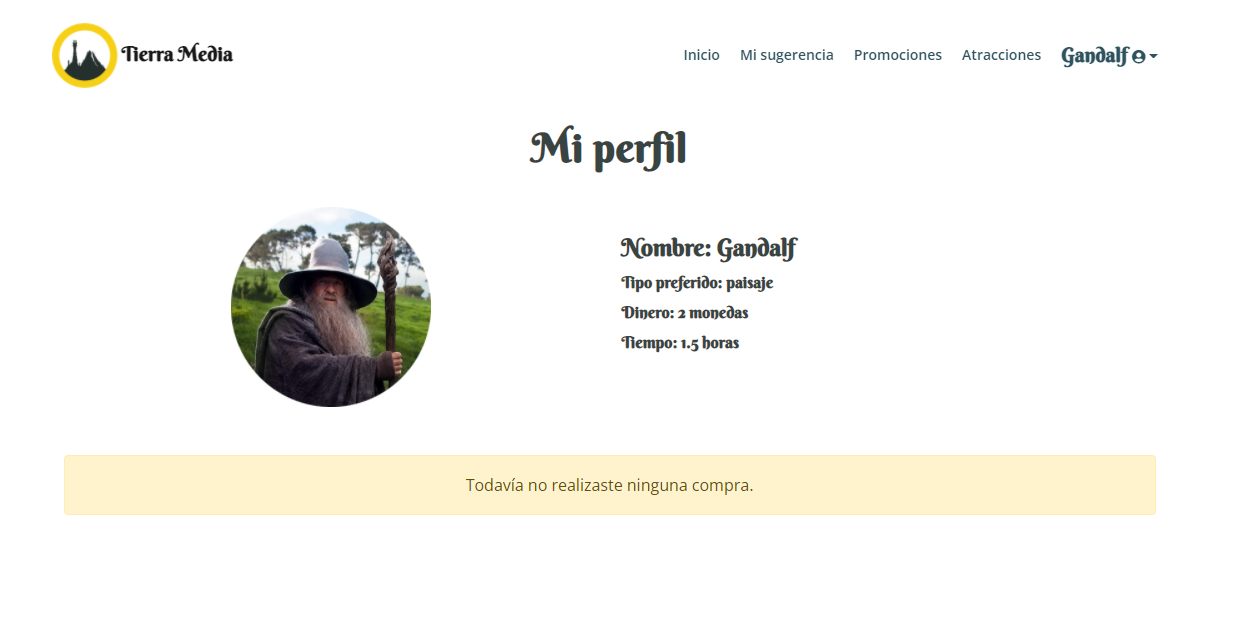 Tierra Media
Inicio Mi sugerencia Promociones Atracciones Gandalf
Mi perfil
Nombre: Gandalf
Tipo preferido: paisaje
Dinero: 2 monedas
Tiempo: 1.5 horas
Todavía no realizaste ninguna compra.